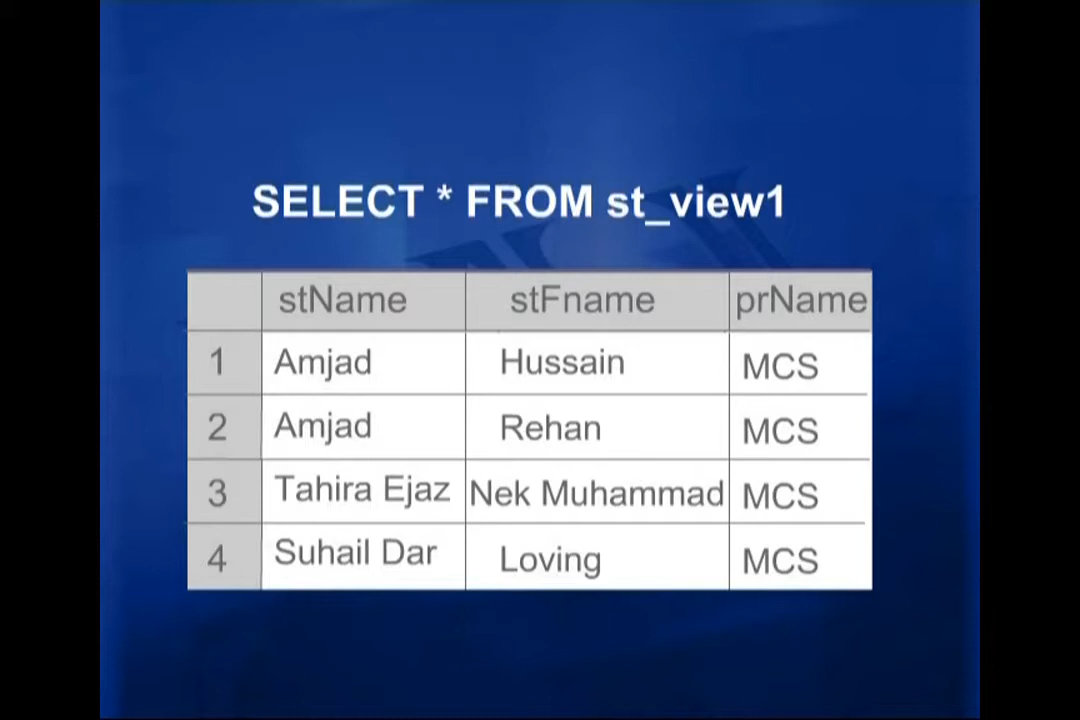 SELECT * FROM st_view1
stName stFname prName
1 Amjad Hussain MCS
2 Amjad Rehan MCS
3 Tahira Ejaz Nek Muhammad MCS
4 Suhail Dar Loving MCS